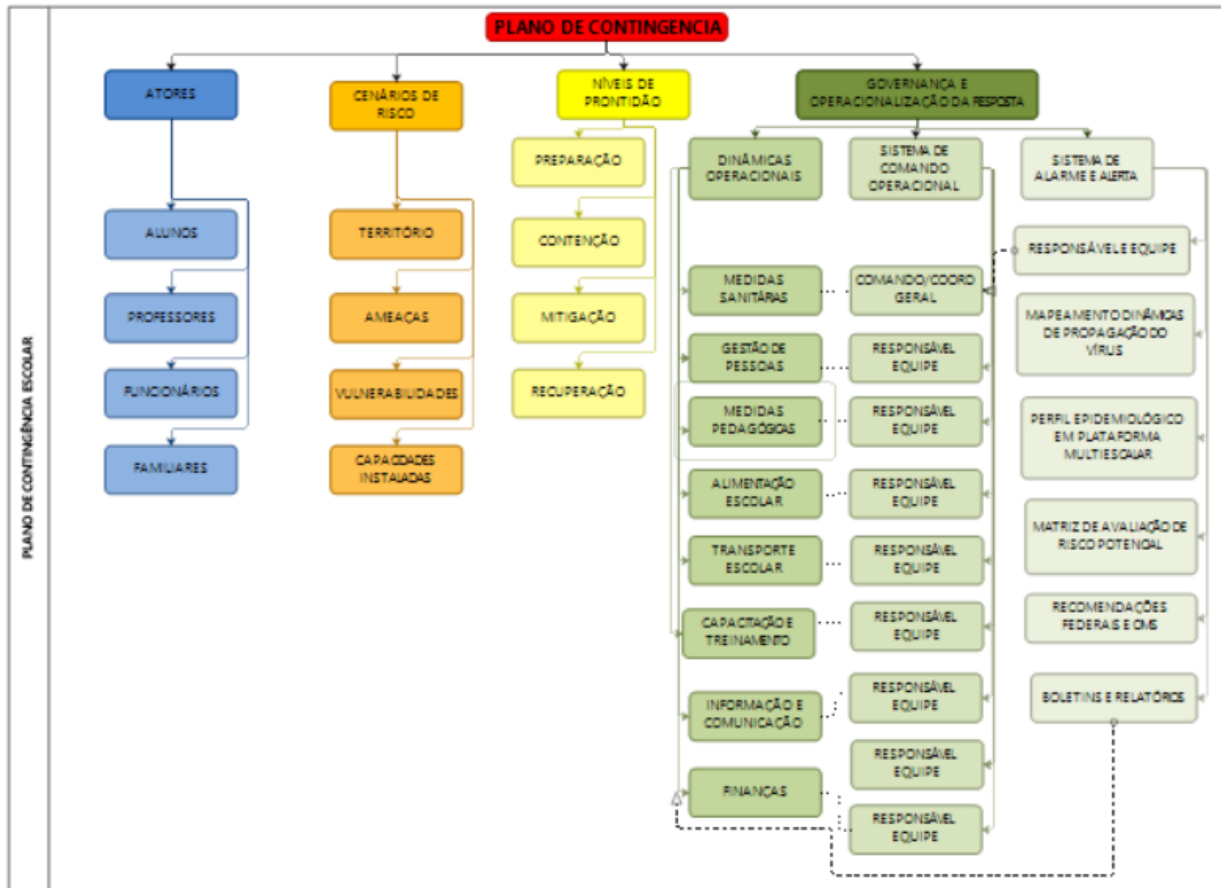 PLANO DE CONTINGÊNCIA ESCOLAR
PLANO DE CONTINGENCIA
ATORES
ALUNOS
PROFESSORES
FUNCIONÁRIOS
FAMILIARES
CENÁRIOS DE
RISCO
TERRITÓRIO
AMEAÇAS
VULNERABILIDADES
CAPACIDADES
INSTALADAS
NÍVEIS DE
PRONTIDÃO
PREPARAÇÃO
CONTENÇÃO
MITIGAÇÃO
RECUPERAÇÃO
GOVERNANÇA E
OPERACIONALIZAÇÃO DA RESPOSTA
DINÂMICAS
OPERACIONAIS
MEDIDAS
SANITÁRAS
GESTÃO DE
PESSOAS
MEDIDAS
PEDAGÓGICAS
ALIMENTAÇÃO
ESCOLAR
TRANSPORTE
ESCOLAR
CAPACITAÇÃO E
TREINAMENTO
INFORMAÇÃO E
COMUNICAÇÃO
FINANÇAS
SISTEMA DE
COMANDO
OPERACIONAL
COMANDO/COORD
GERAL
RESPONSÁVEL
EQUIPE
RESPONSÁVEL
EQUIPE
RESPONSÁVEL
EQUIPE
RESPONSÁVEL
EQUIPE
RESPONSÁVEL
EQUIPE
RESPONSÁVEL
EQUIPE
RESPONSÁVEL
EQUIPE
RESPONSÁVEL
EQUIPE
SISTEMA DE
ALARME E ALERTA
RESPONSÁVEL E EQUIPE
MAPEAMENTO DINÂMICAS
DE PROPAGAÇÃO DO
VÍRUS
PERFIL EPIDEMIOLÓGICO
EM PLATAFORMA
MULTIESCALAR
MATRIZ DE AVALIAÇÃO DE
RISCO POTENCIAL
RECOMENDAÇÕES
FEDERAIS E OMS
BOLETINS E RELATÓRIOS